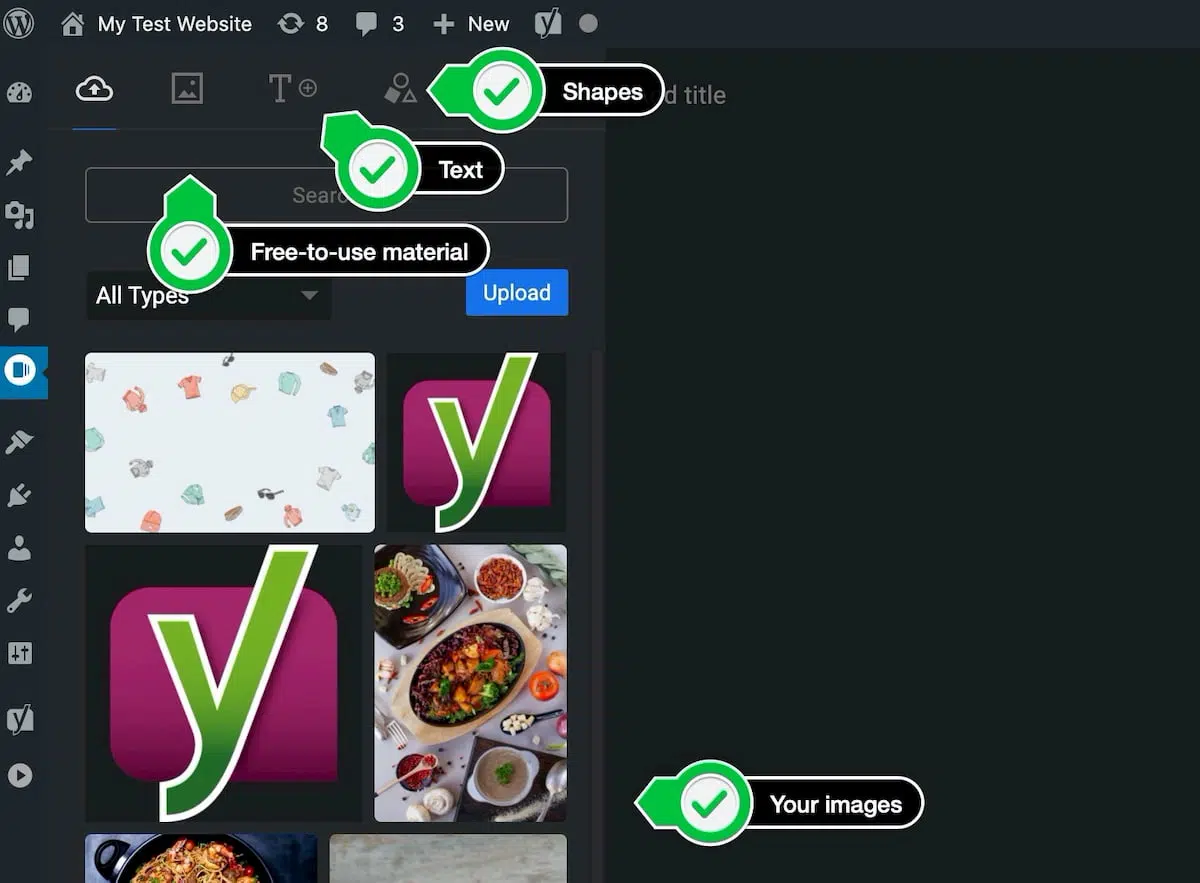 My Test Website 8 3 + New
Shapes
d title
Text
Searc
Free-to-use material
All Types
Upload
y
y
Your images